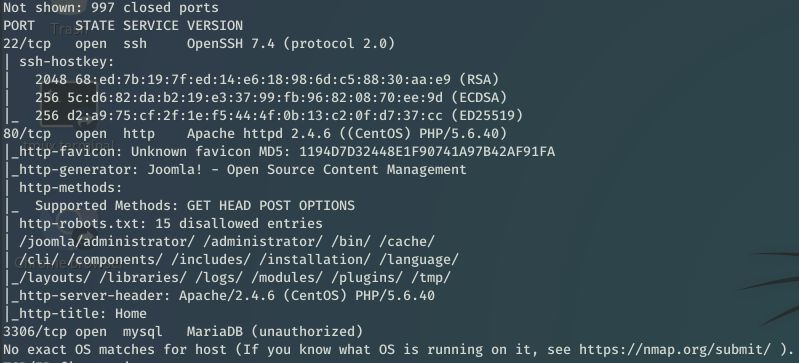 Not shown: 997 closed ports
PORT     STATE SERVICE VERSION
22/tcp   open  ssh     OpenSSH 7.4 (protocol 2.0)
| ssh-hostkey:
|   2048 68:ed:7b:19:7f:ed:14:e6:18:98:6d:c5:88:30:aa:e9 (RSA)
|   256 5c:d6:82:da:b2:19:e3:37:99:fb:96:82:08:70:ee:9d (ECDSA)
|_  256 d2:a9:75:cf:2f:1e:f5:44:4f:0b:13:c2:0f:d7:37:cc (ED25519)
80/tcp   open  http    Apache httpd 2.4.6 ((CentOS) PHP/5.6.40)
|_http-favicon: Unknown favicon MD5: 1194D7D32448E1F90741A97B42AF91FA
|_http-generator: Joomla! - Open Source Content Management
| http-methods:
|_  Supported Methods: GET HEAD POST OPTIONS
| http-robots.txt: 15 disallowed entries
| /joomla/administrator/ /administrator/ /bin/ /cache/
| /cli/ /components/ /includes/ /installation/ /language/
|_/layouts/ /libraries/ /logs/ /modules/ /plugins/ /tmp/
|_http-server-header: Apache/2.4.6 (CentOS) PHP/5.6.40
|_http-title: Home
3306/tcp open  mysql   MariaDB (unauthorized)
No exact OS matches for host (If you know what OS is running on it, see https://nmap.org/submit/ ).